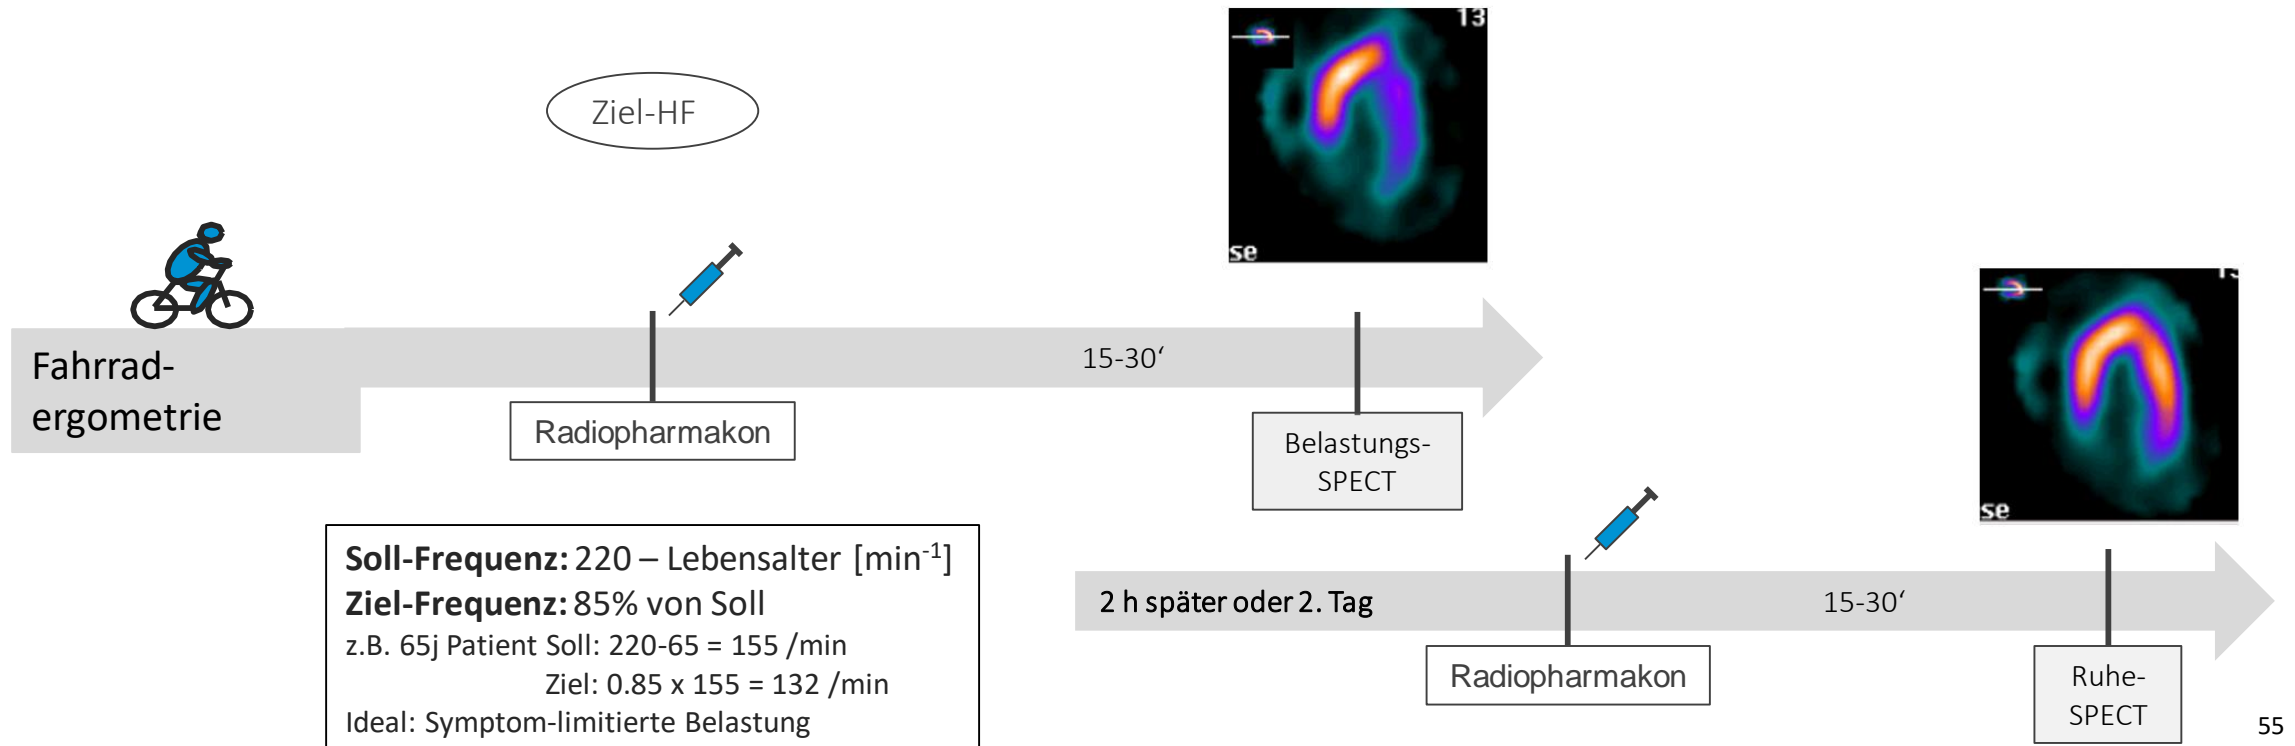 13
Ziel-HF
se
Fahrrad-
ergometrie
15-30‘
Radiopharmakon
Belastungs-
SPECT
se
Soll-Frequenz: 220 – Lebensalter [min⁻¹]
Ziel-Frequenz: 85% von Soll
z.B. 65j Patient Soll: 220-65 = 155 /min
Ziel: 0.85 x 155 = 132 /min
Ideal: Symptom-limitierte Belastung
2 h später oder 2. Tag
15-30‘
Radiopharmakon
Ruhe-
SPECT
55